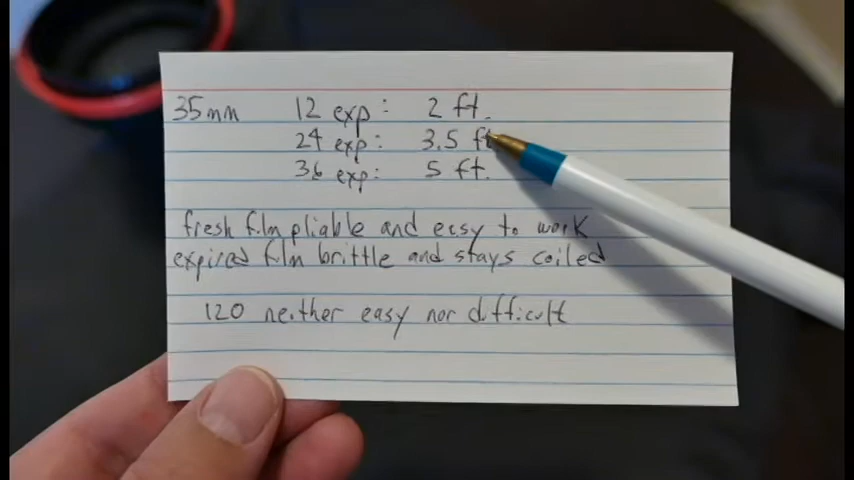 35mm 12 exp: 2 ft.
24 exp: 3.5 ft
36 exp: 5 ft.
fresh film pliable and easy to work
expired film brittle and stays coiled
120 neither easy nor difficult